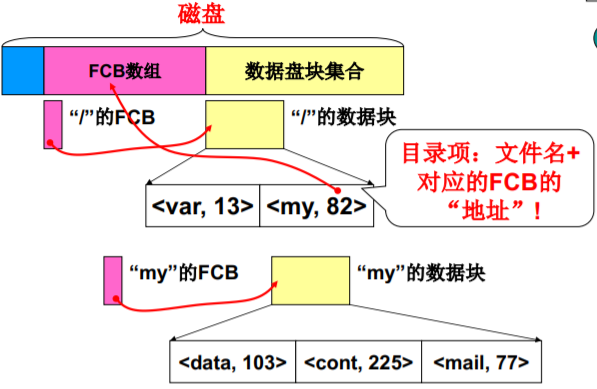 磁盘
FCB数组
数据盘块集合
“/”的FCB
“/”的数据块
目录项：文件名+
对应的FCB的
“地址”！
<var, 13>
<my, 82>
“my”的FCB
“my”的数据块
<data, 103>
<cont, 225>
<mail, 77>